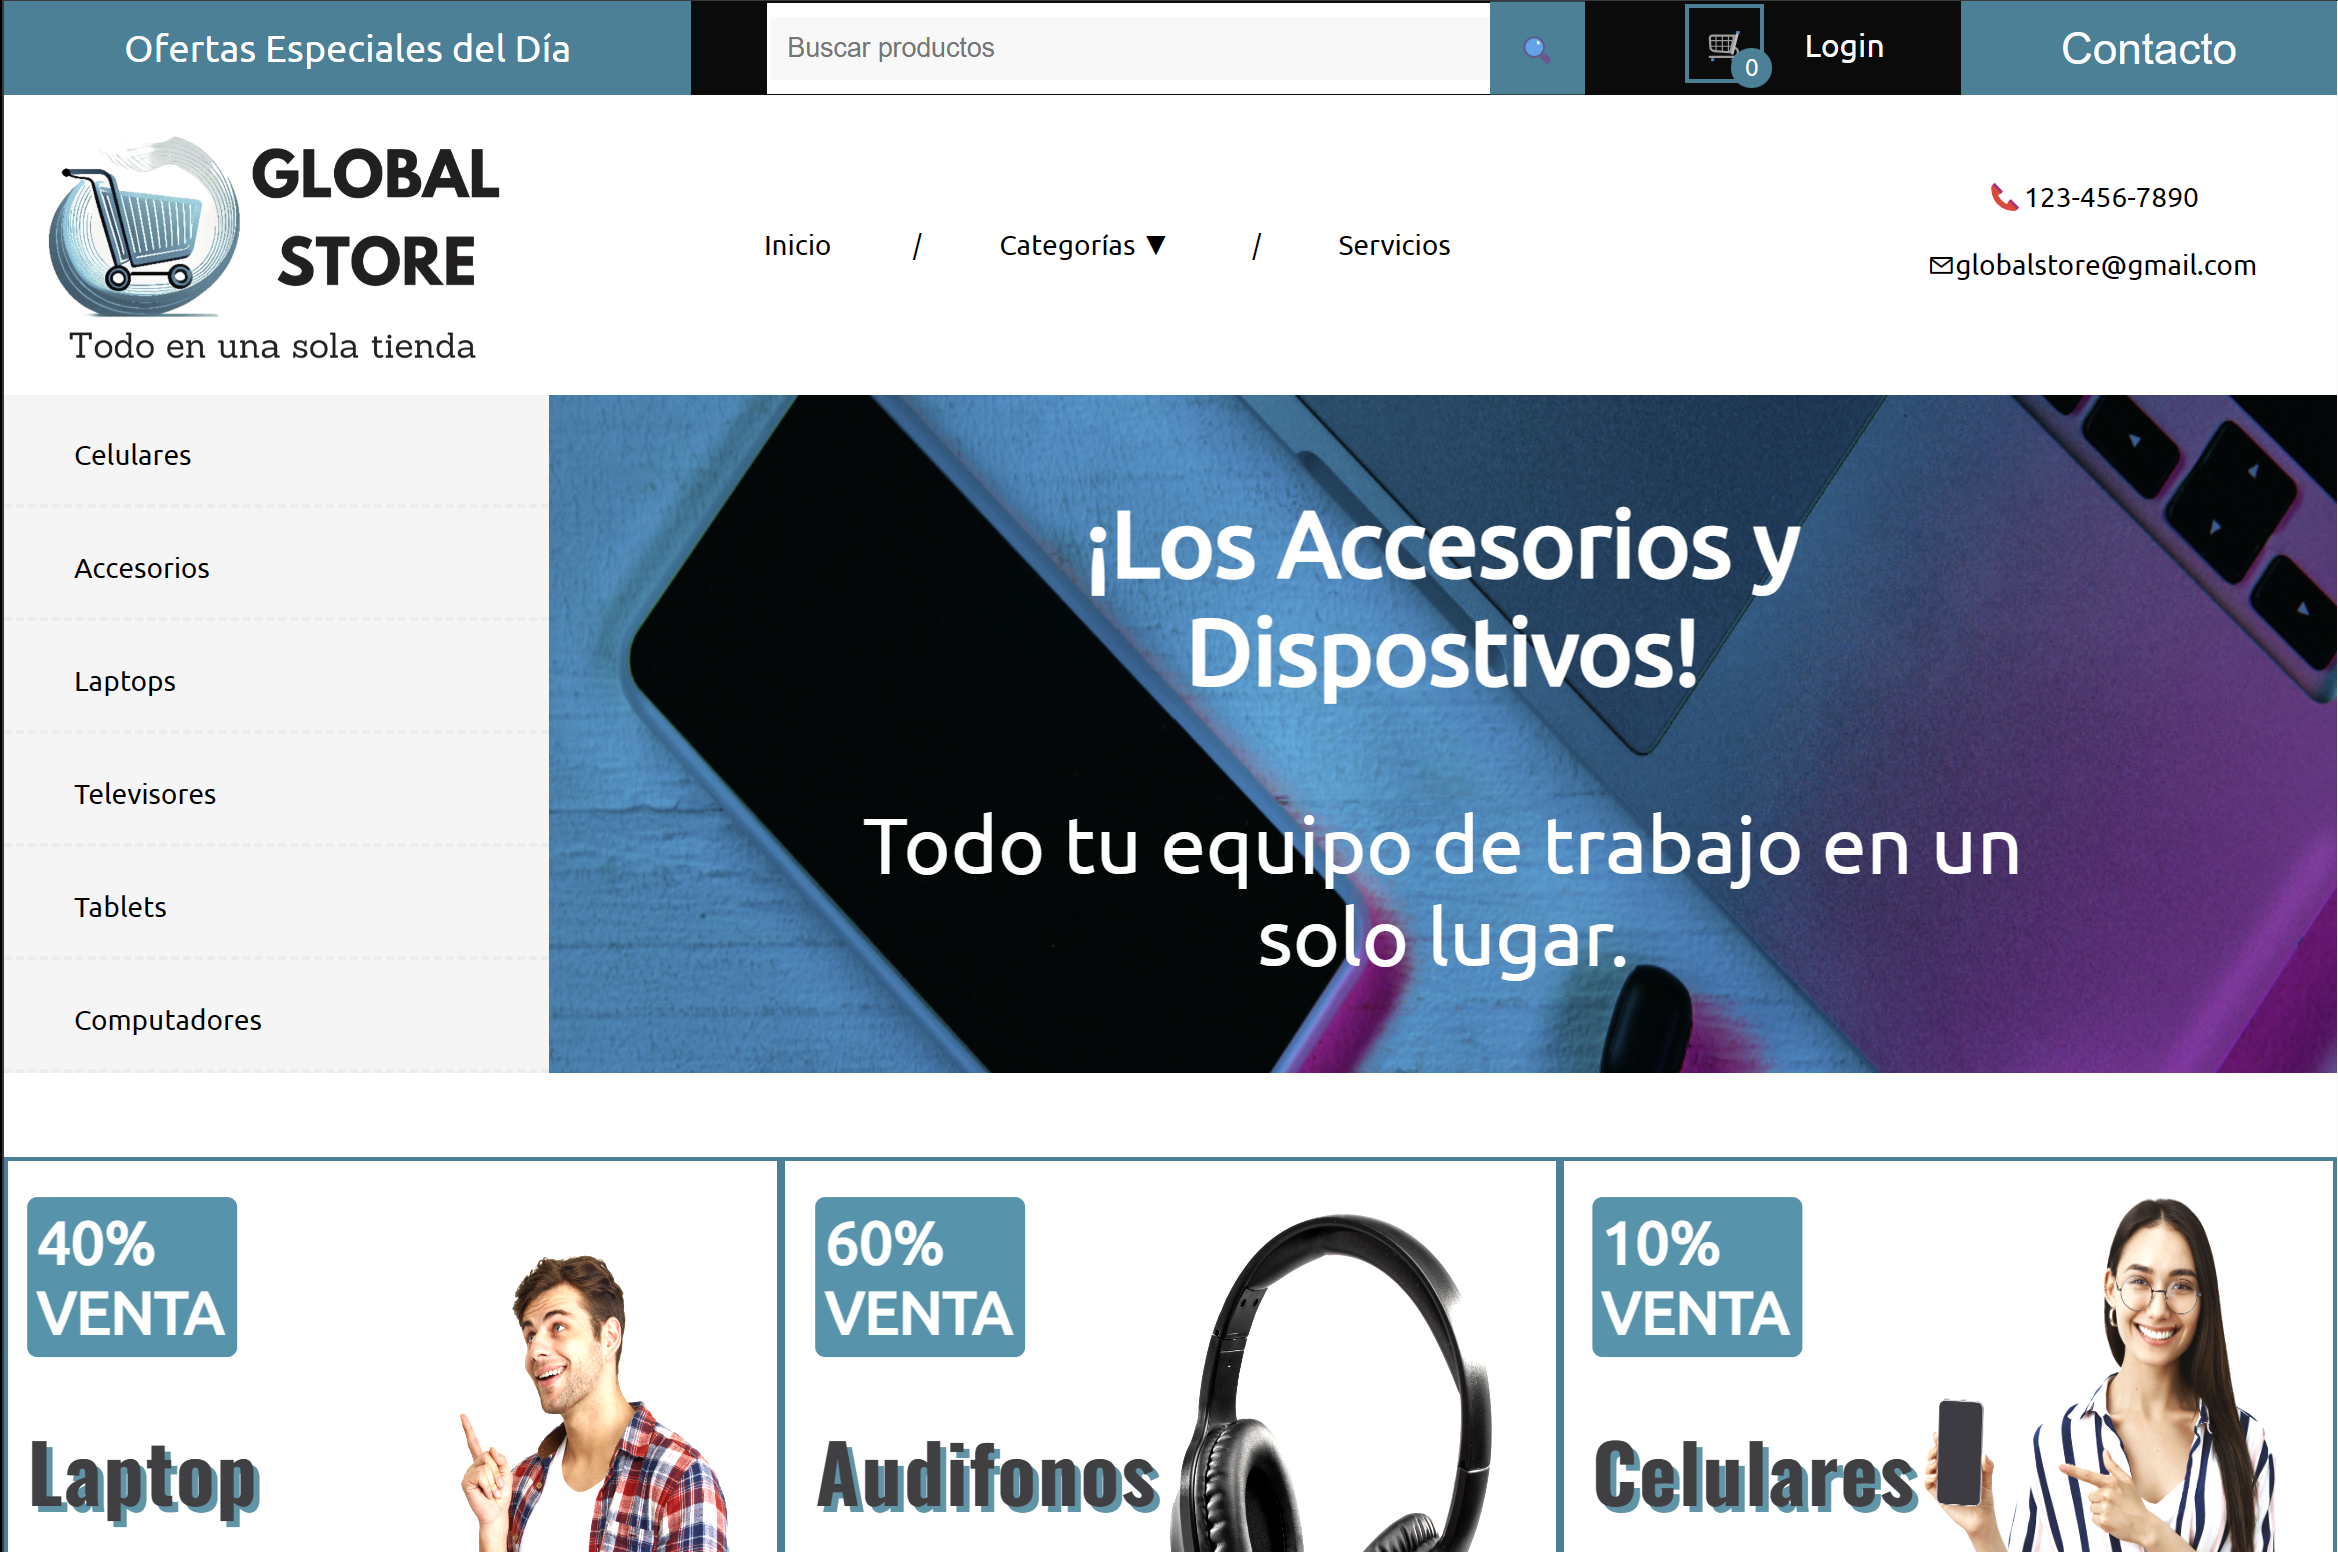 Ofertas Especiales del Día
Buscar productos
0
Login
Contacto
GLOBAL
STORE
Todo en una sola tienda
Inicio / Categorías ▼ / Servicios
123-456-7890
globalstore@gmail.com
Celulares
Accesorios
Laptops
Televisores
Tablets
Computadores
¡Los Accesorios y
Dispostivos!
Todo tu equipo de trabajo en un
solo lugar.
40%
VENTA
Laptop
60%
VENTA
Audifonos
10%
VENTA
Celulares